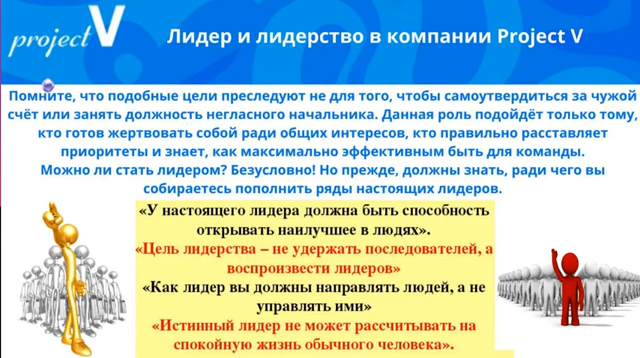 project V
Лидер и лидерство в компании Project V
Помните, что подобные цели преследуют не для того, чтобы самоутвердиться за чужой
счёт или занять должность негласного начальника. Данная роль подойдёт только тому,
кто готов жертвовать собой ради общих интересов, кто правильно расставляет
приоритеты и знает, как максимально эффективным быть для команды.
Можно ли стать лидером? Безусловно! Но прежде, должны знать, ради чего вы
собираетесь пополнить ряды настоящих лидеров.
«У настоящего лидера должна быть способность
открывать наилучшее в людях».
«Цель лидерства – не удержать последователей, а
воспроизвести лидеров»
«Как лидер вы должны направлять людей, а не
управлять ими»
«Истинный лидер не может рассчитывать на
спокойную жизнь обычного человека».